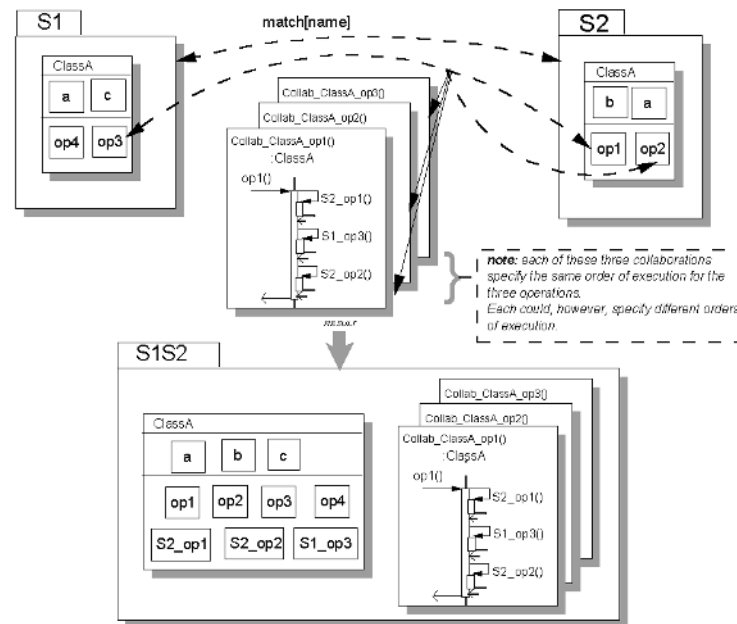 S1
match[name]
S2
ClassA
a c
op4 op3
Collab_ClassA_op3()
Collab_ClassA_op2()
Collab_ClassA_op1()
:ClassA
op1()
S2_op1()
S1_op3()
S2_op2()
ClassA
b a
op1 op2
note: each of these three collaborations
specify the same order of execution for the
three operations.
Each could, however, specify different orders
of execution.
RESULT
S1S2
ClassA
a b c
op1 op2 op3 op4
S2_op1 S2_op2 S1_op3
Collab_ClassA_op3()
Collab_ClassA_op2()
Collab_ClassA_op1()
:ClassA
op1()
S2_op1()
S1_op3()
S2_op2()